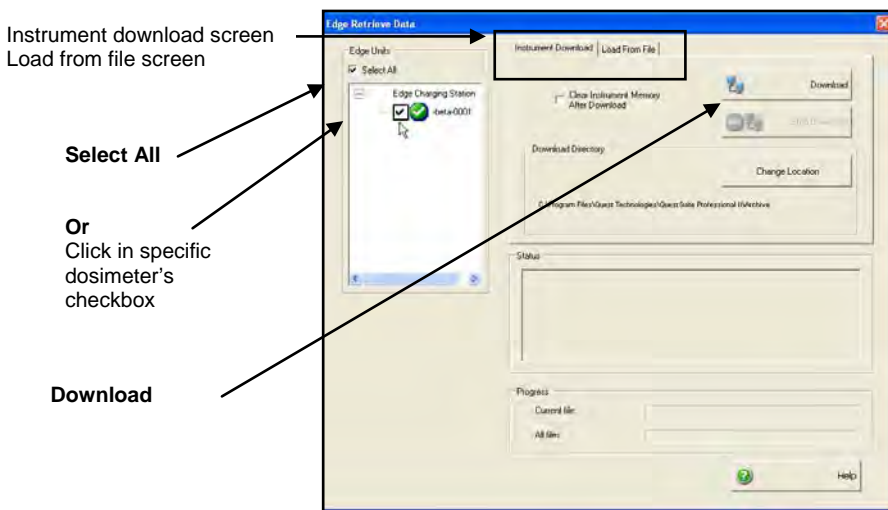 Instrument download screen
Load from file screen
Select All
Or
Click in specific
dosimeter's
checkbox
Download
Edge Retrieve Data
Edge Units
Select All
Edge Charging Station
-beta-0001
Instrument Download
Load From File
Clear Instrument Memory
After Download
Download
Download Directory
Change Location
C:\Program Files\Quest Technologies\QuestSuite Professional II\Archive
Status
Progress
Current file:
All files:
Help